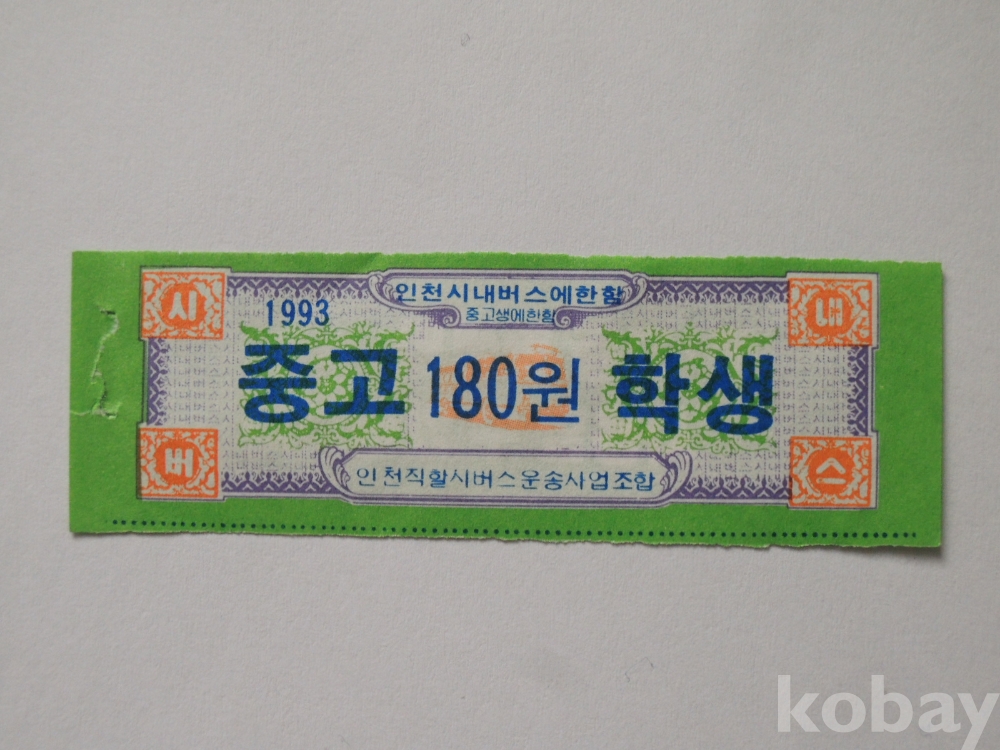 인천시내버스에한함
중고생에한함
시 내
1993
중고 180원 학생
버 스
인천직할시버스운송사업조합
kobay